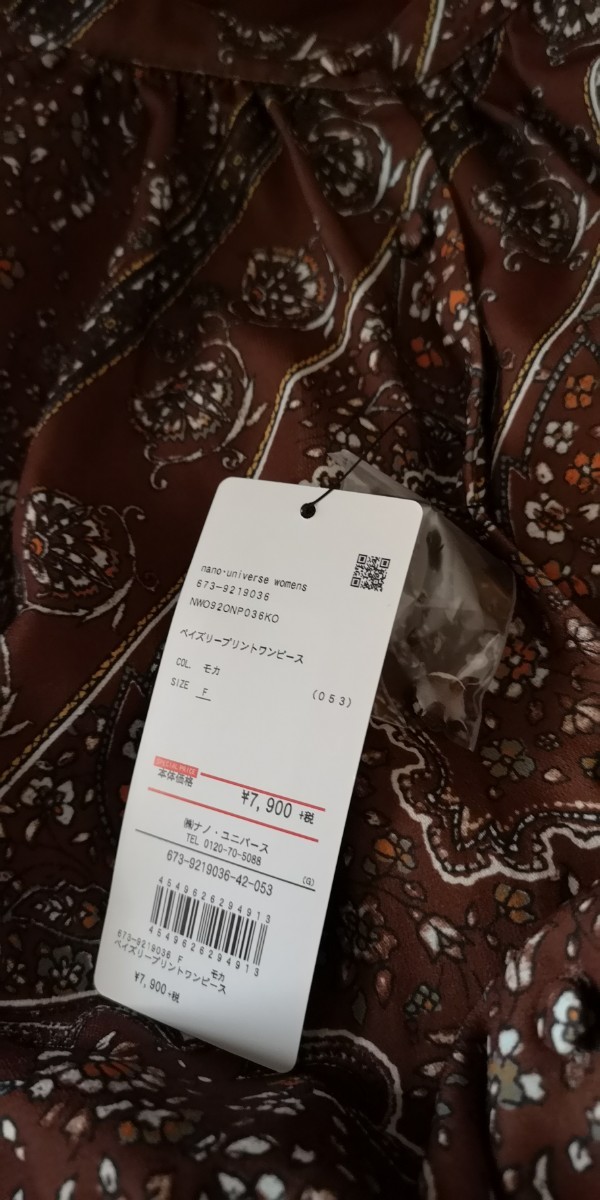 nano・universe womens
673-9219036
NW092ONP036KO
ペイズリープリントワンピース
COL. モカ
SIZE F (053)
SPECIAL PRICE
本体価格
¥7,900 +税
㈱ナノ・ユニバース
TEL 0120-70-5088
673-9219036-42-053 (G)
4549626294913
4549626294913
673-9219036 F モカ
ペイズリープリントワンピース
¥7,900+税